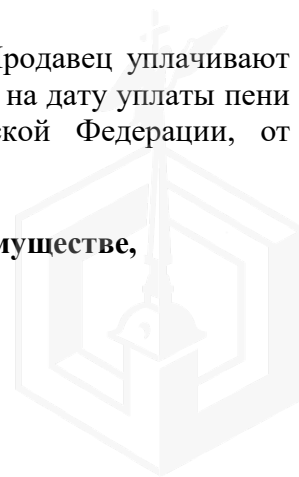 Продавец уплачивают
на дату уплаты пени
ской Федерации, от
муществе,